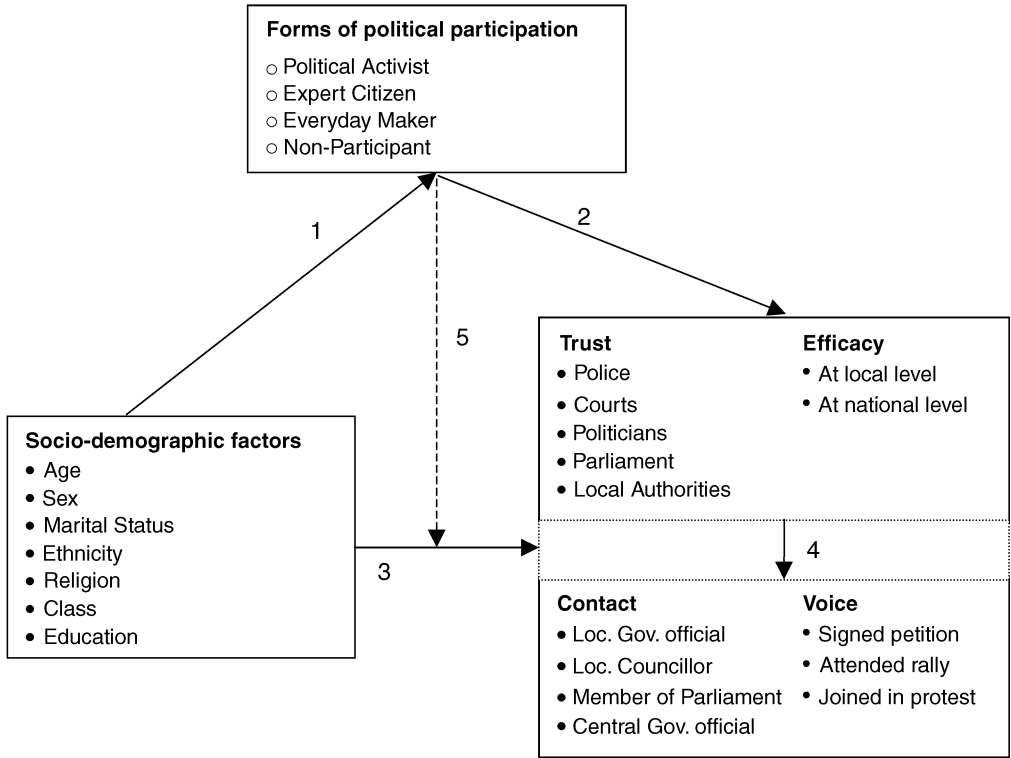 Forms of political participation
Political Activist
Expert Citizen
Everyday Maker
Non-Participant
1
2
5
Socio-demographic factors
• Age
• Sex
• Marital Status
• Ethnicity
• Religion
• Class
• Education
3
Trust
• Police
• Courts
• Politicians
• Parliament
• Local Authorities
Efficacy
• At local level
• At national level
4
Contact
• Loc. Gov. official
• Loc. Councillor
• Member of Parliament
• Central Gov. official
Voice
• Signed petition
• Attended rally
• Joined in protest